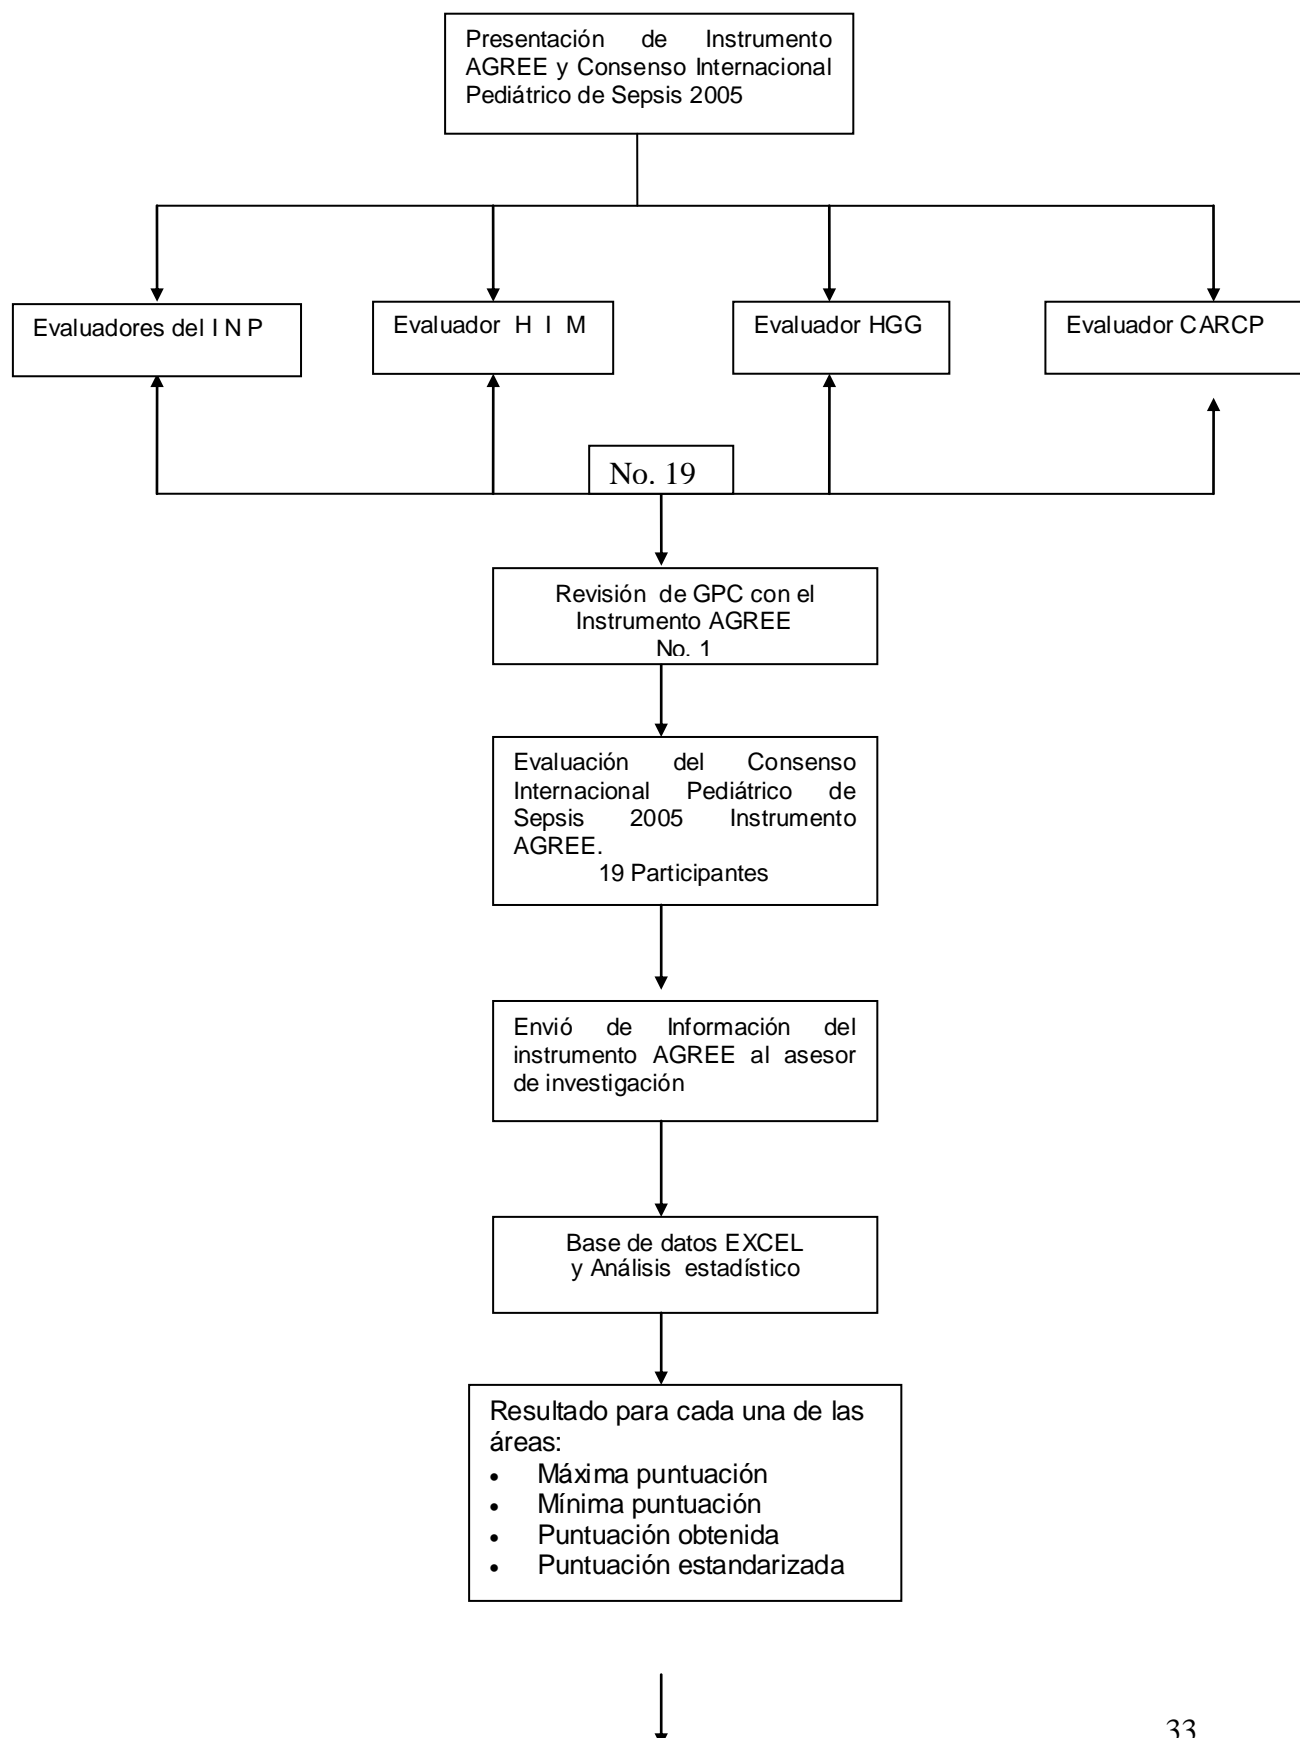 Presentación de Instrumento
AGREE y Consenso Internacional
Pediátrico de Sepsis 2005
Evaluadores del I N P
Evaluador H I M
Evaluador HGG
Evaluador CARCP
No. 19
Revisión de GPC con el
Instrumento AGREE
No. 1
Evaluación del Consenso
Internacional Pediátrico de
Sepsis 2005 Instrumento
AGREE.
19 Participantes
Envió de Información del
instrumento AGREE al asesor
de investigación
Base de datos EXCEL
y Análisis estadístico
Resultado para cada una de las
áreas:
• Máxima puntuación
• Mínima puntuación
• Puntuación obtenida
• Puntuación estandarizada
33